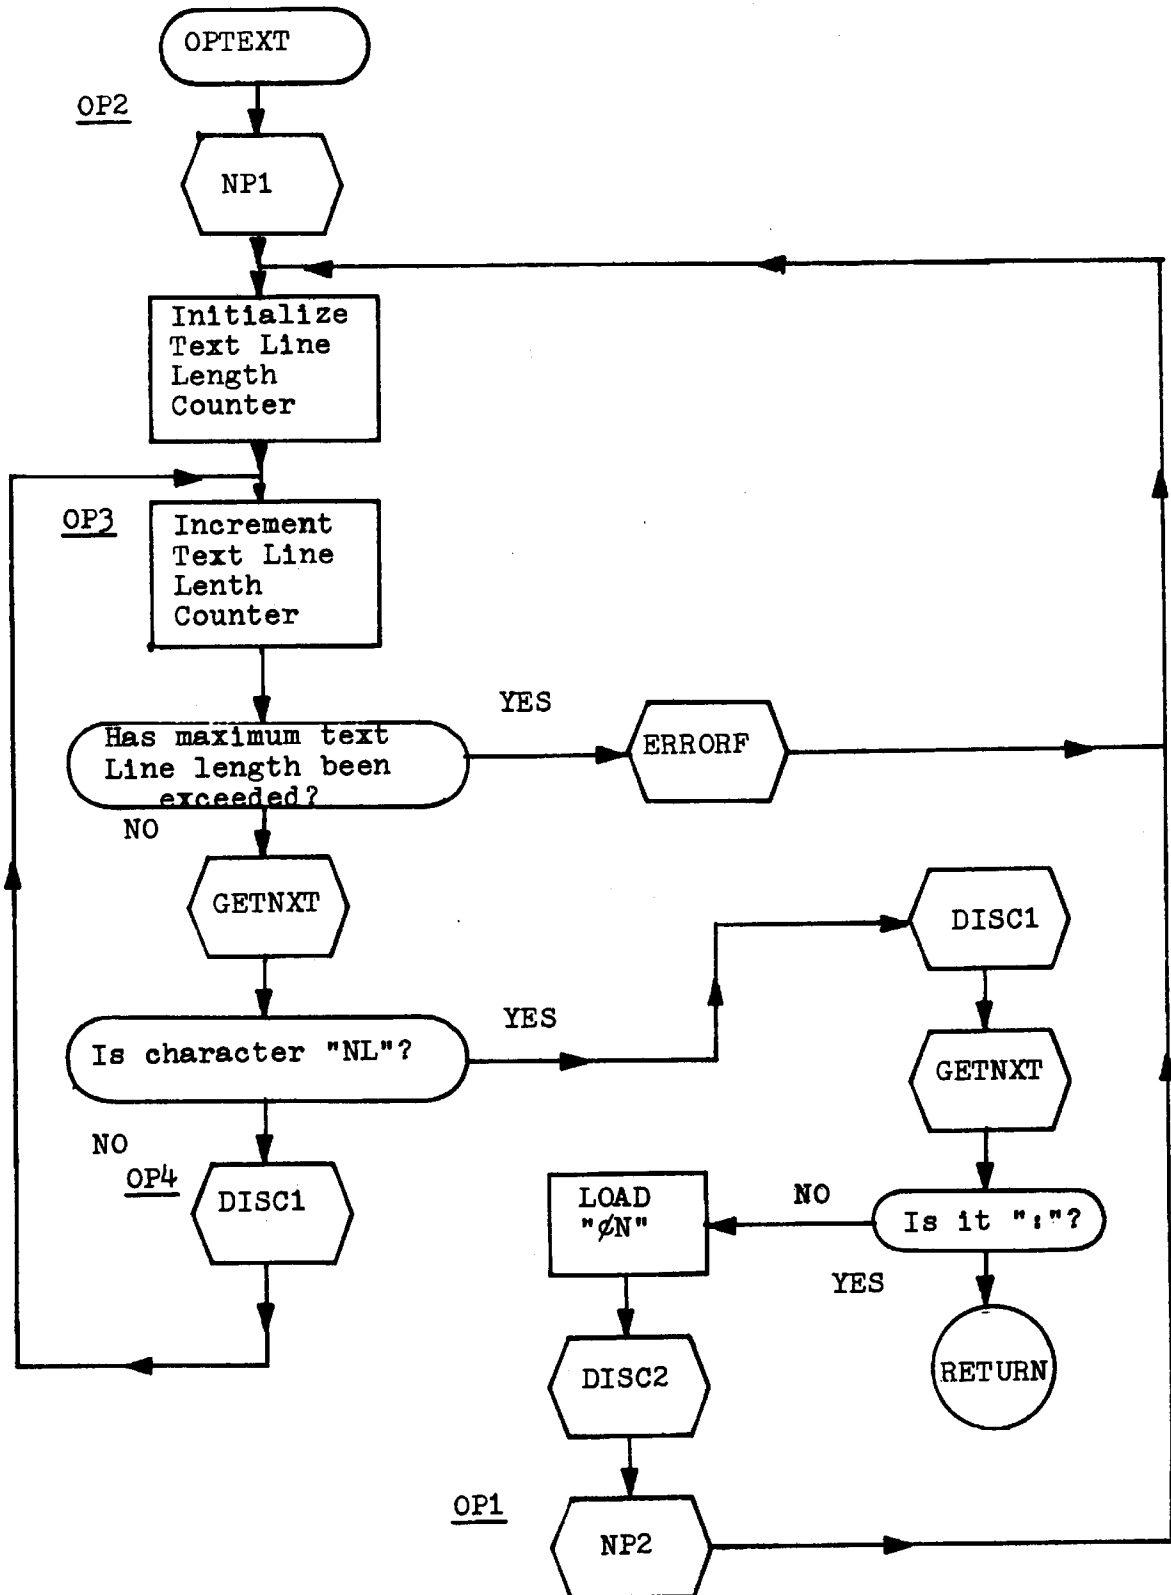 OPTEXT
OP2
NP1
Initialize
Text Line
Length
Counter
OP3
Increment
Text Line
Lenth
Counter
Has maximum text
Line length been
exceeded?
YES
ERRORF
NO
GETNXT
Is character "NL"?
YES
DISC1
GETNXT
NO
OP4
DISC1
Is it ":"?
NO
LOAD
"ØN"
YES
RETURN
DISC2
OP1
NP2